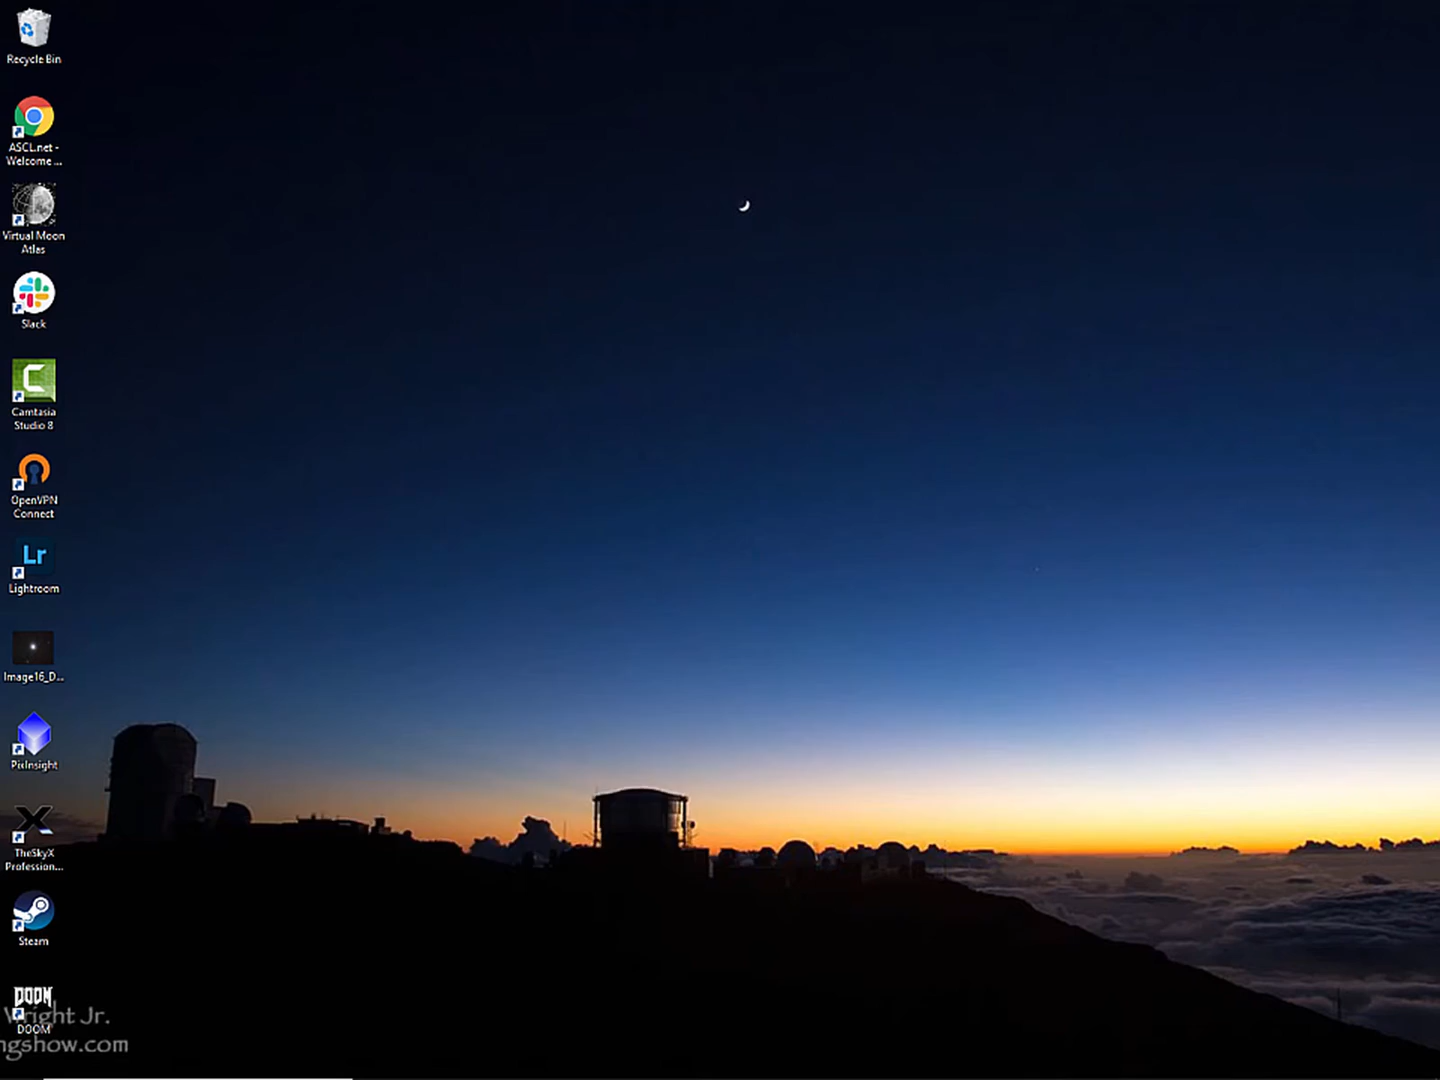 Recycle Bin
ASCL.net -
Welcome ...
Virtual Moon
Atlas
Slack
Camtasia
Studio 8
OpenVPN
Connect
Lr
Lightroom
Image16_D...
PixInsight
TheSkyX
Profession...
Steam
DOOM
Wright Jr.
DOOM
ngshow.com